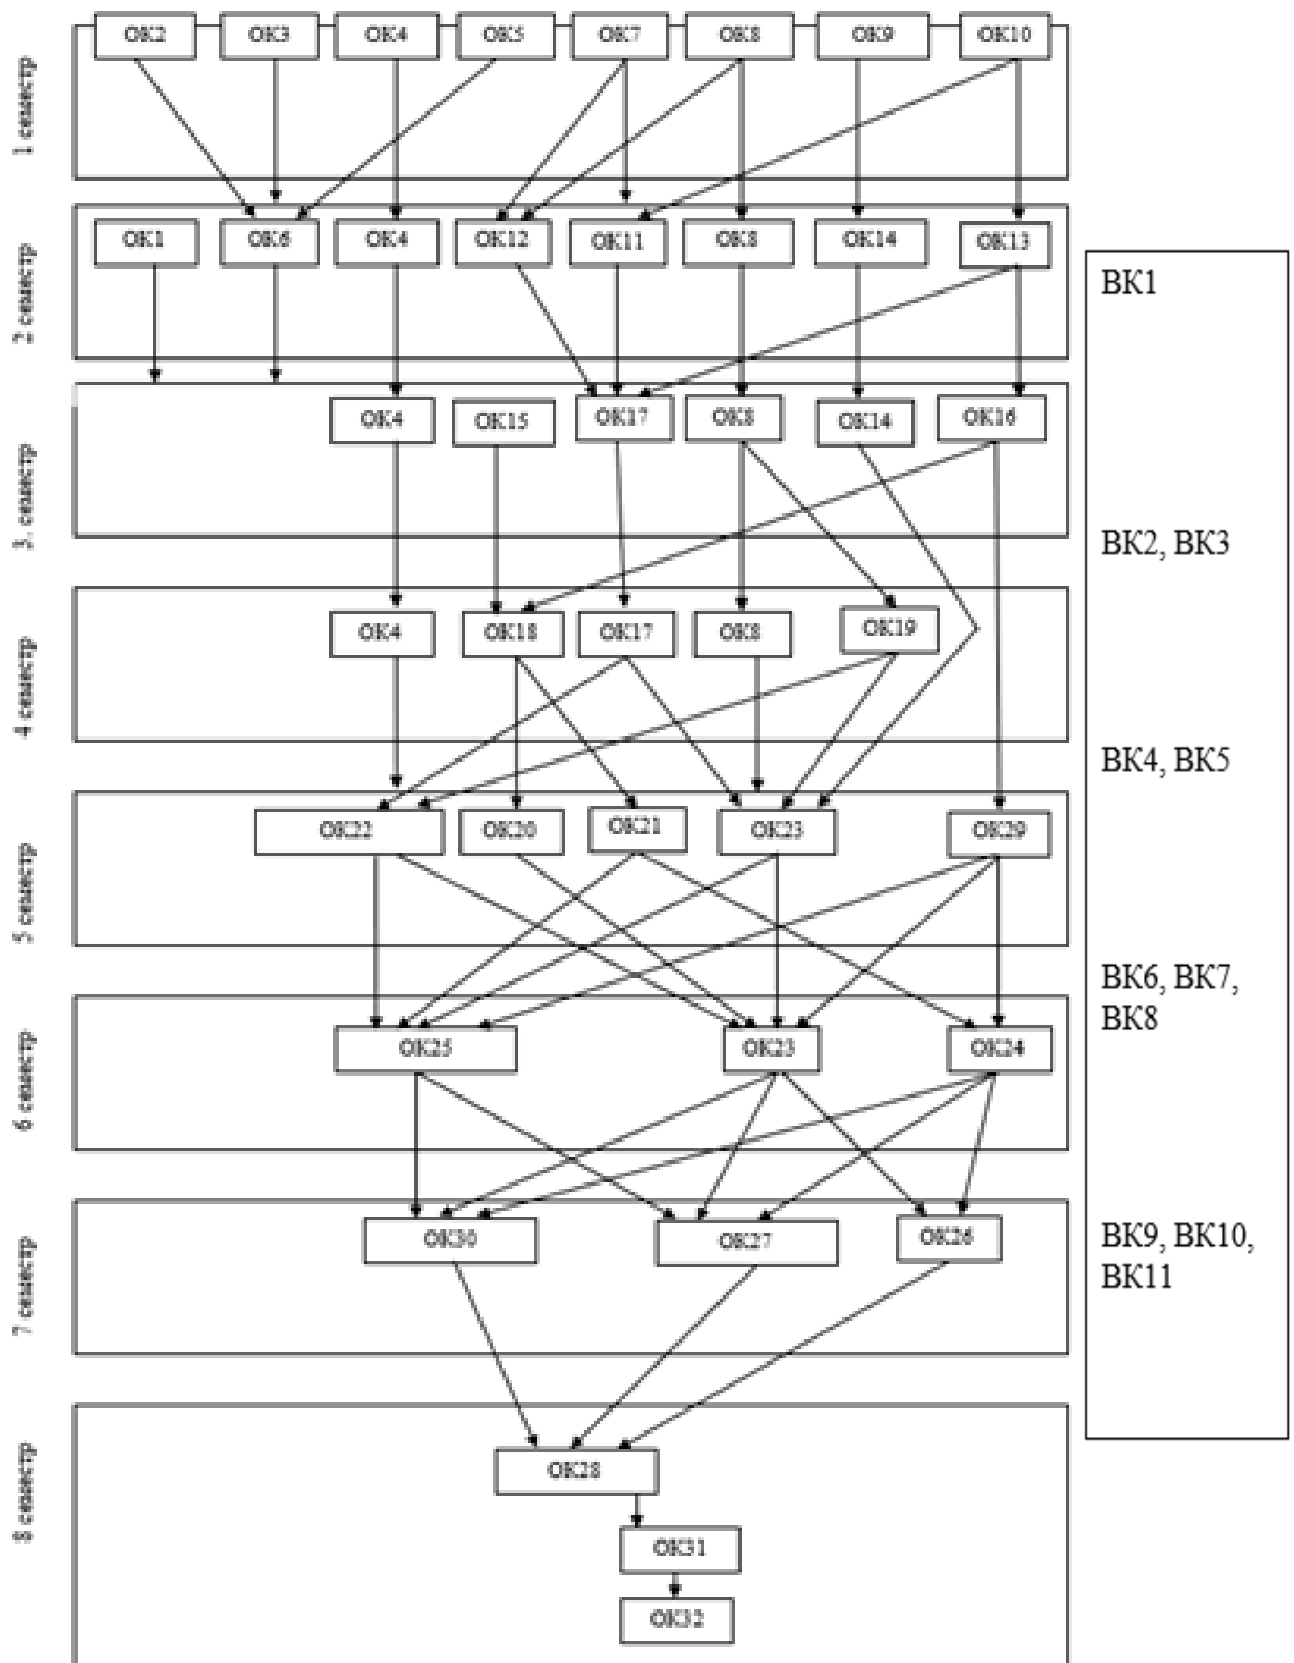 1 семестр
ОК2 ОК3 ОК4 ОК5 ОК7 ОК8 ОК9 ОК10
2 семестр
ОК1 ОК6 ОК4 ОК12 ОК11 ОК8 ОК14 ОК13
ВК1
3. семестр
ОК4 ОК15 ОК17 ОК8 ОК14 ОК16
ВК2, ВК3
4 семестр
ОК4 ОК18 ОК17 ОК8 ОК19
ВК4, ВК5
5 семестр
ОК22 ОК20 ОК21 ОК23 ОК29
ВК6, ВК7,
ВК8
6 семестр
ОК25 ОК23 ОК24
7 семестр
ОК30 ОК27 ОК26
ВК9, ВК10,
ВК11
8 семестр
ОК28
ОК31
ОК32